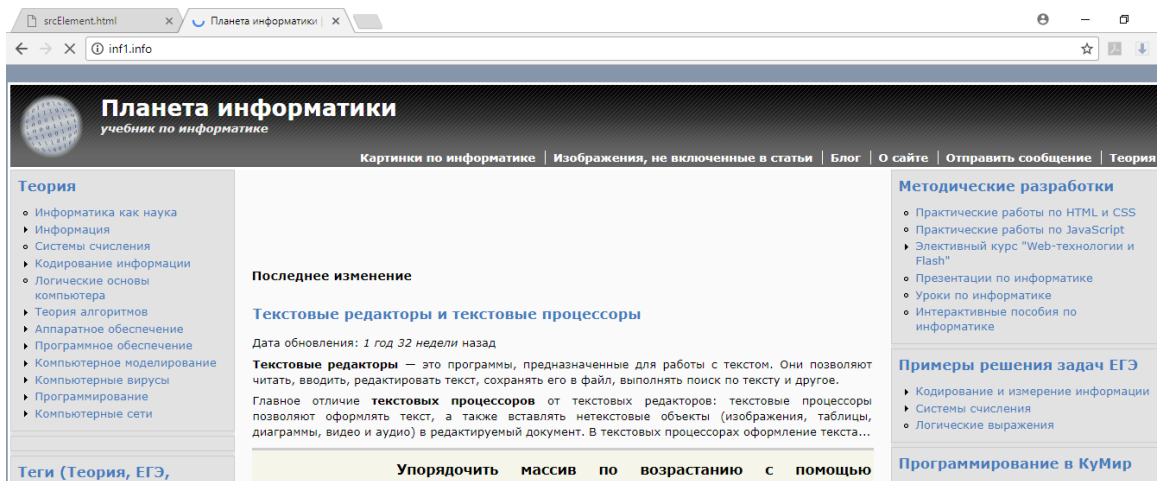 srcElement.html
Планета информатики |
inf1.info
Планета информатики
учебник по информатике
Картинки по информатике | Изображения, не включенные в статьи | Блог | О сайте | Отправить сообщение | Теория
Теория
Информатика как наука
Информация
Системы счисления
Кодирование информации
Логические основы
компьютера
Теория алгоритмов
Аппаратное обеспечение
Программное обеспечение
Компьютерное моделирование
Компьютерные вирусы
Программирование
Компьютерные сети
Теги (Теория, ЕГЭ,
Последнее изменение
Текстовые редакторы и текстовые процессоры
Дата обновления: 1 год 32 недели назад
Текстовые редакторы — это программы, предназначенные для работы с текстом. Они позволяют
читать, вводить, редактировать текст, сохранять его в файл, выполнять поиск по тексту и другое.
Главное отличие текстовых процессоров от текстовых редакторов: текстовые процессоры
позволяют оформлять текст, а также вставлять нетекстовые объекты (изображения, таблицы,
диаграммы, видео и аудио) в редактируемый документ. В текстовых процессорах оформление текста...
Упорядочить массив по возрастанию с помощью
Методические разработки
Практические работы по HTML и CSS
Практические работы по JavaScript
Элективный курс "Web-технологии и
Flash"
Презентации по информатике
Уроки по информатике
Интерактивные пособия по
информатике
Примеры решения задач ЕГЭ
Кодирование и измерение информации
Системы счисления
Логические выражения
Программирование в КуМир